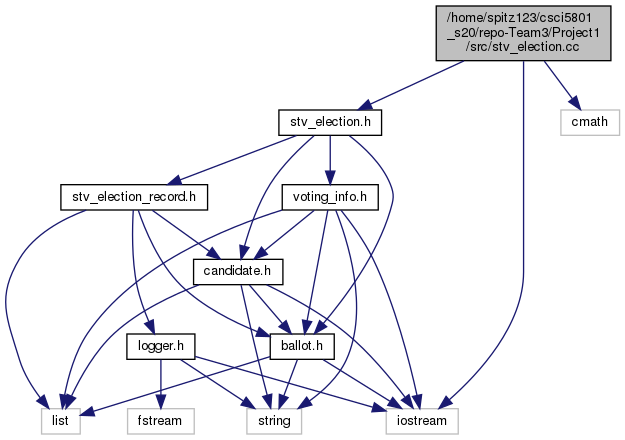 /home/spitz123/csci5801
_s20/repo-Team3/Project1
/src/stv_election.cc
stv_election.h
cmath
stv_election_record.h
voting_info.h
candidate.h
logger.h
ballot.h
list
fstream
string
iostream